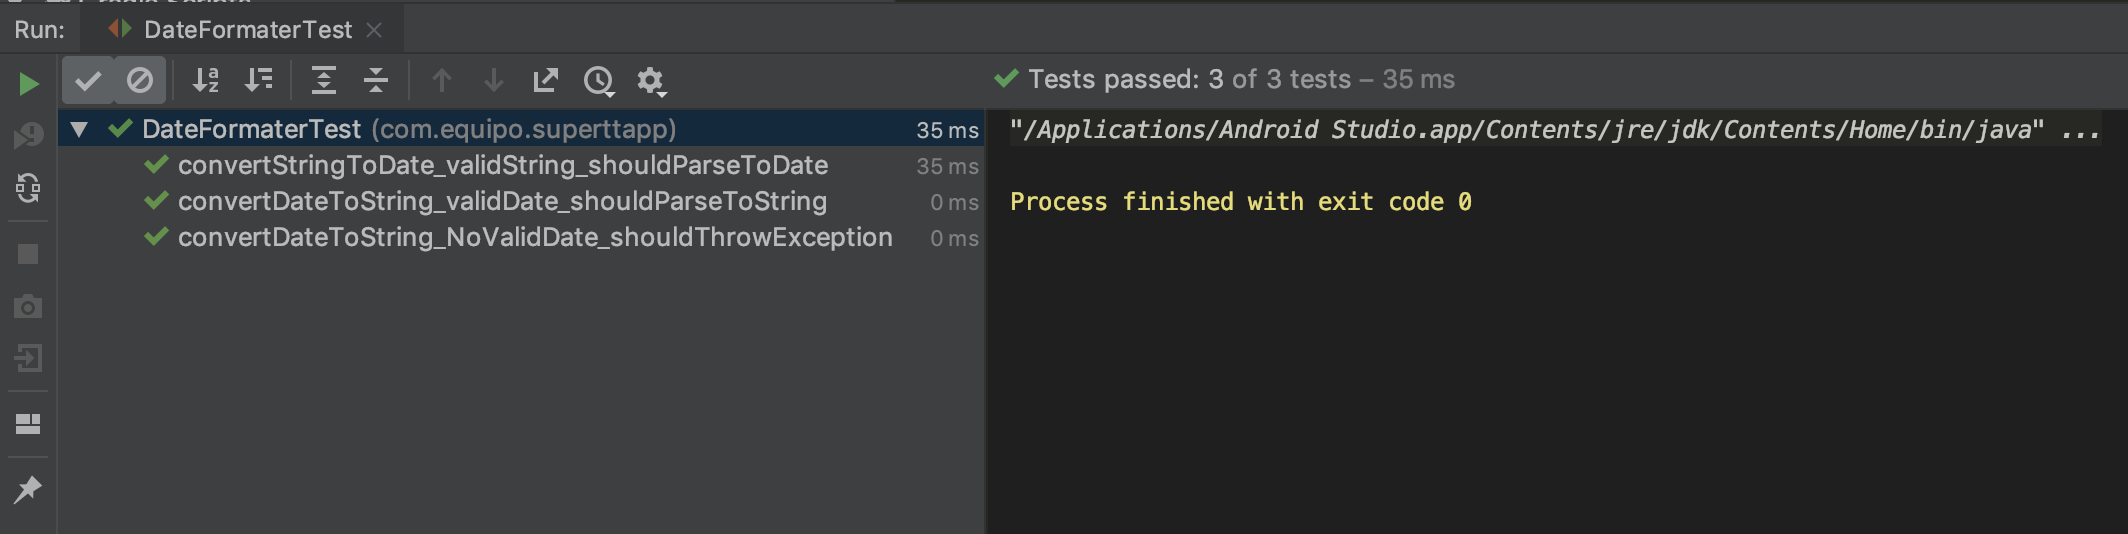 Run: DateFormaterTest
Tests passed: 3 of 3 tests – 35 ms
DateFormaterTest (com.equipo.superttapp) 35 ms
convertStringToDate_validString_shouldParseToDate 35 ms
convertDateToString_validDate_shouldParseToString 0 ms
convertDateToString_NoValidDate_shouldThrowException 0 ms
"/Applications/Android Studio.app/Contents/jre/jdk/Contents/Home/bin/java" ...
Process finished with exit code 0